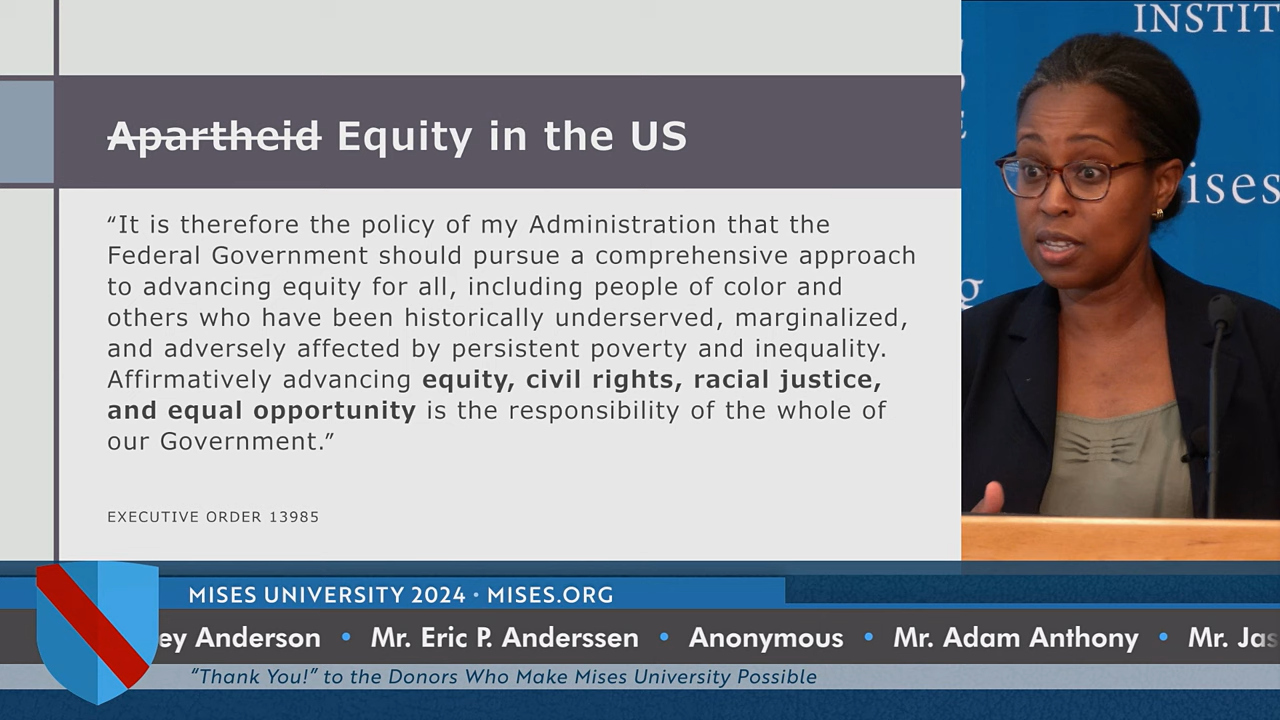 Apartheid Equity in the US
“It is therefore the policy of my Administration that the
Federal Government should pursue a comprehensive approach
to advancing equity for all, including people of color and
others who have been historically underserved, marginalized,
and adversely affected by persistent poverty and inequality.
Affirmatively advancing equity, civil rights, racial justice,
and equal opportunity is the responsibility of the whole of
our Government.”
EXECUTIVE ORDER 13985
INSTIT
E
ises
g
MISES UNIVERSITY 2024 • MISES.ORG
ey Anderson • Mr. Eric P. Anderssen • Anonymous • Mr. Adam Anthony • Mr. Jas
“Thank You!” to the Donors Who Make Mises University Possible